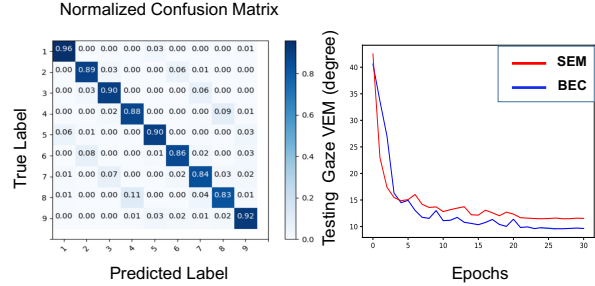 Normalized Confusion Matrix
True Label
1 0.96 0.00 0.00 0.00 0.03 0.00 0.00 0.00 0.01
2 0.00 0.89 0.03 0.00 0.00 0.06 0.01 0.00 0.00
3 0.00 0.03 0.90 0.00 0.00 0.00 0.06 0.00 0.00
4 0.00 0.01 0.02 0.88 0.00 0.00 0.00 0.09 0.00
5 0.06 0.01 0.00 0.00 0.90 0.00 0.00 0.00 0.03
6 0.00 0.08 0.00 0.00 0.01 0.86 0.02 0.00 0.02
7 0.01 0.00 0.07 0.00 0.00 0.02 0.84 0.03 0.02
8 0.01 0.00 0.00 0.11 0.00 0.00 0.04 0.83 0.01
9 0.00 0.00 0.00 0.01 0.03 0.02 0.01 0.02 0.92
1 2 3 4 5 6 7 8 9
Predicted Label
0.8
0.6
0.4
0.2
0.0
Testing Gaze VEM (degree)
40
35
30
25
20
15
10
SEM
BEC
0 5 10 15 20 25 30
Epochs